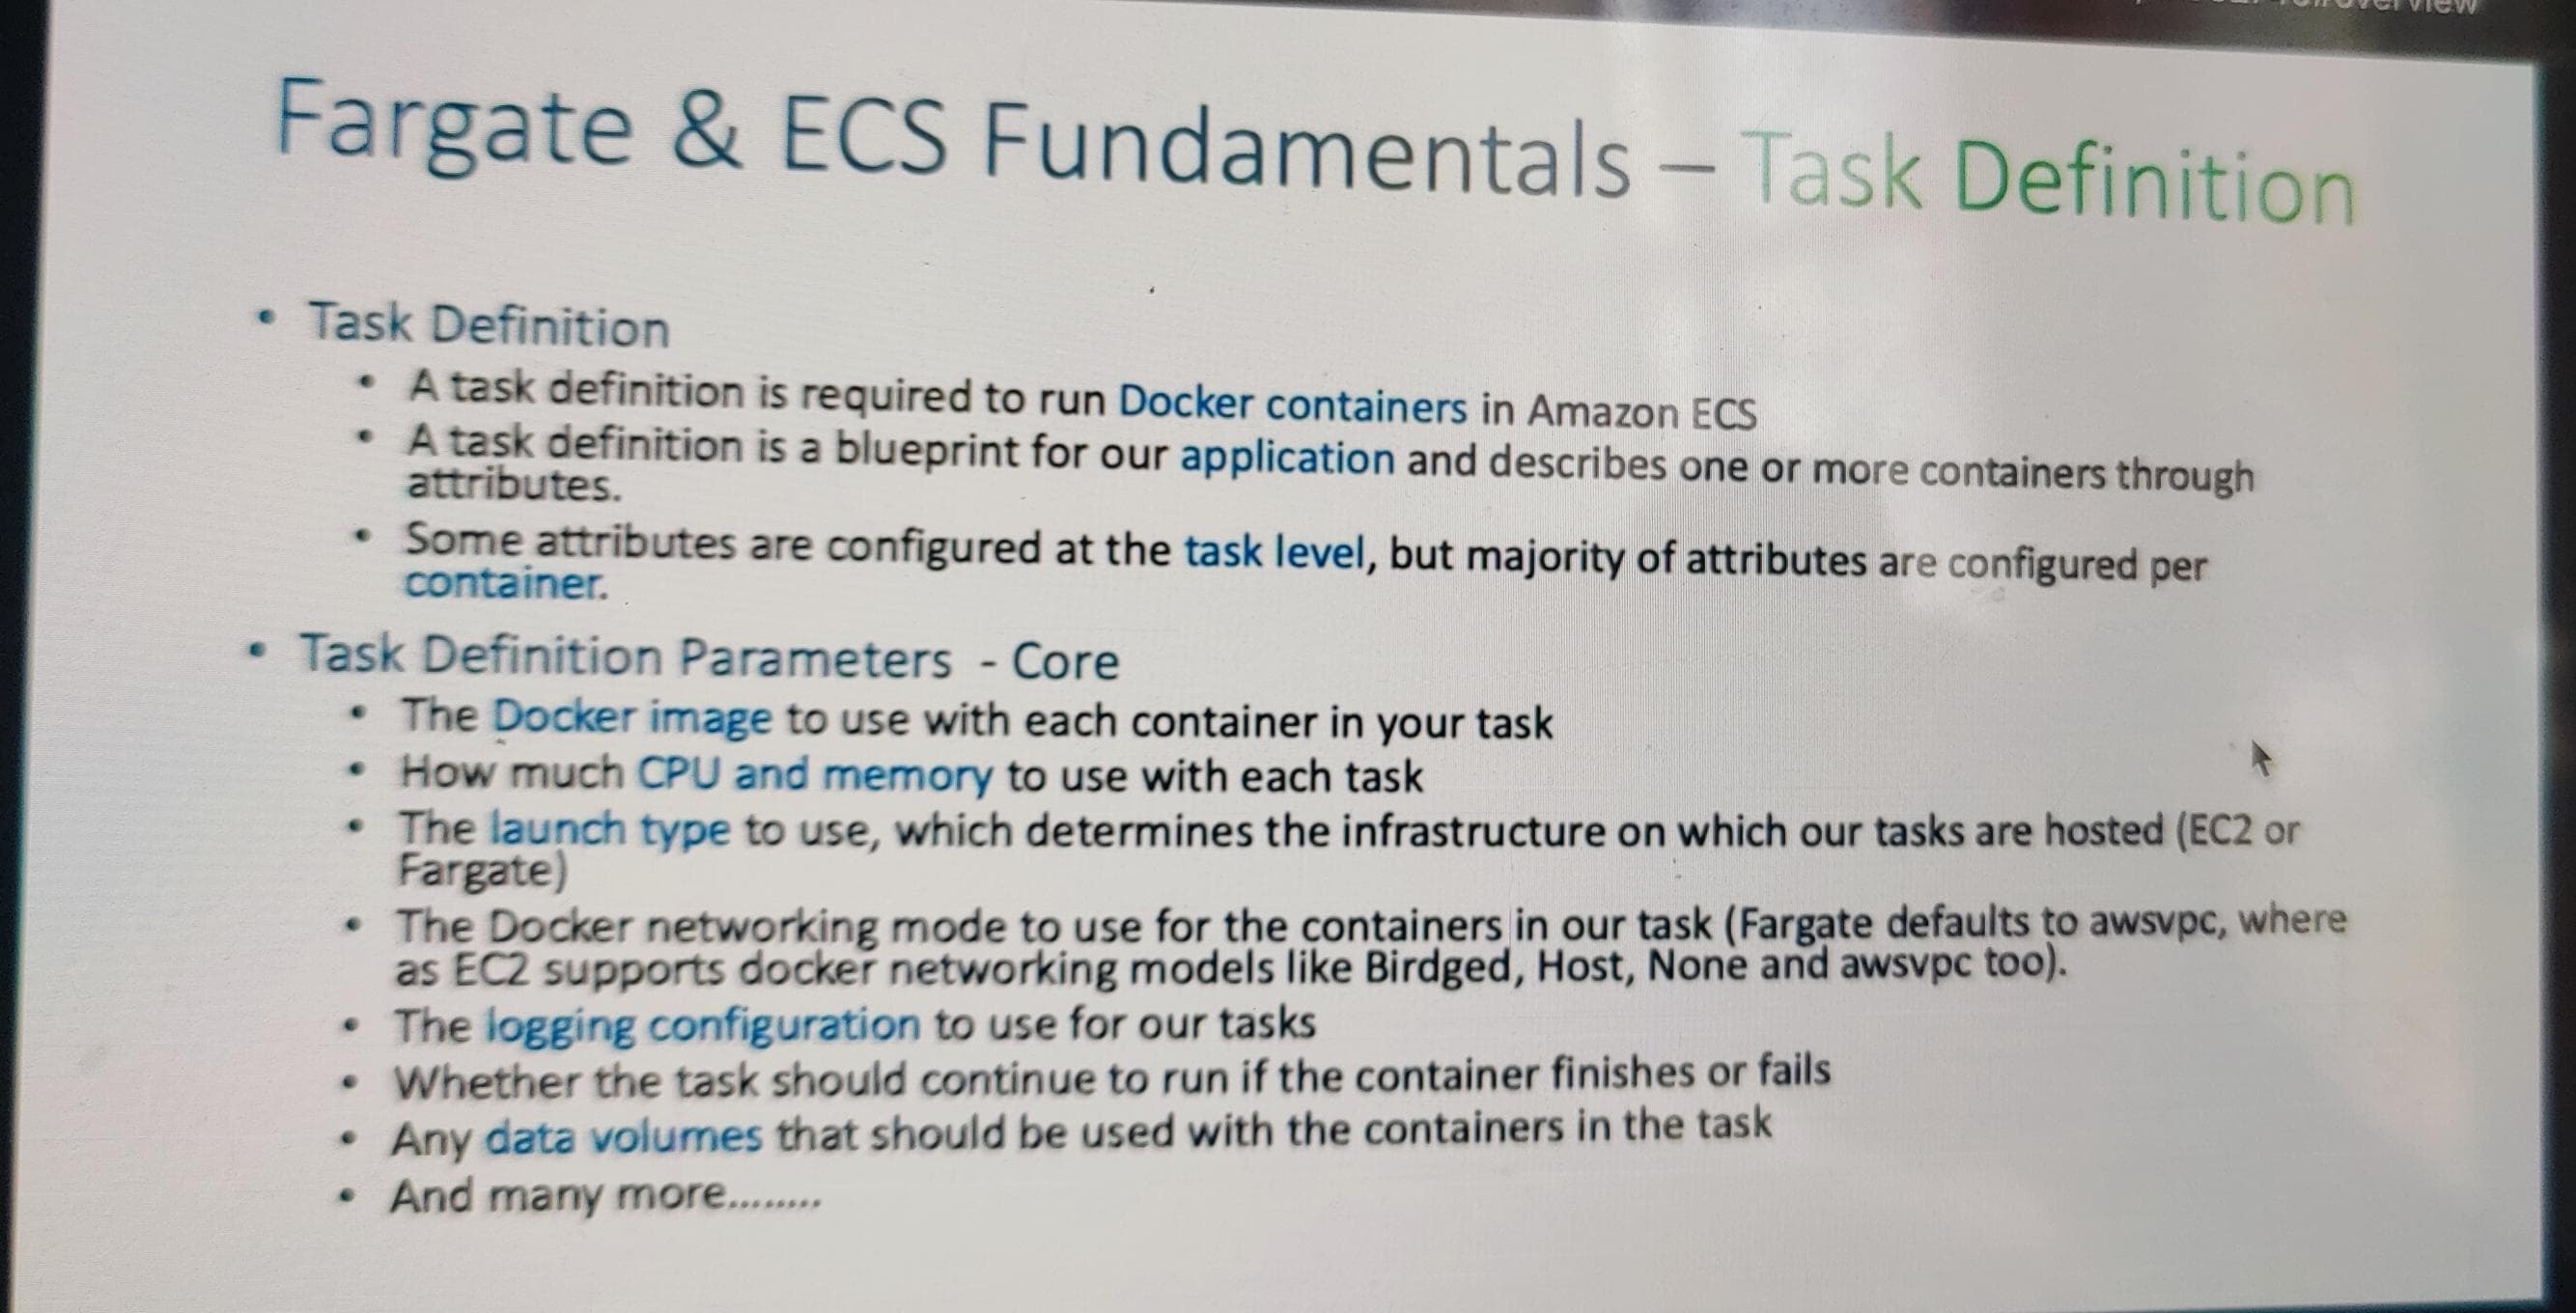 Fargate & ECS Fundamentals – Task Definition
• Task Definition
• A task definition is required to run Docker containers in Amazon ECS
• A task definition is a blueprint for our application and describes one or more containers through
attributes.
• Some attributes are configured at the task level, but majority of attributes are configured per
container.
• Task Definition Parameters - Core
• The Docker image to use with each container in your task
• How much CPU and memory to use with each task
• The launch type to use, which determines the infrastructure on which our tasks are hosted (EC2 or
Fargate)
• The Docker networking mode to use for the containers in our task (Fargate defaults to awsvpc, where
as EC2 supports docker networking models like Birdged, Host, None and awsvpc too).
• The logging configuration to use for our tasks
• Whether the task should continue to run if the container finishes or fails
• Any data volumes that should be used with the containers in the task
• And many more........